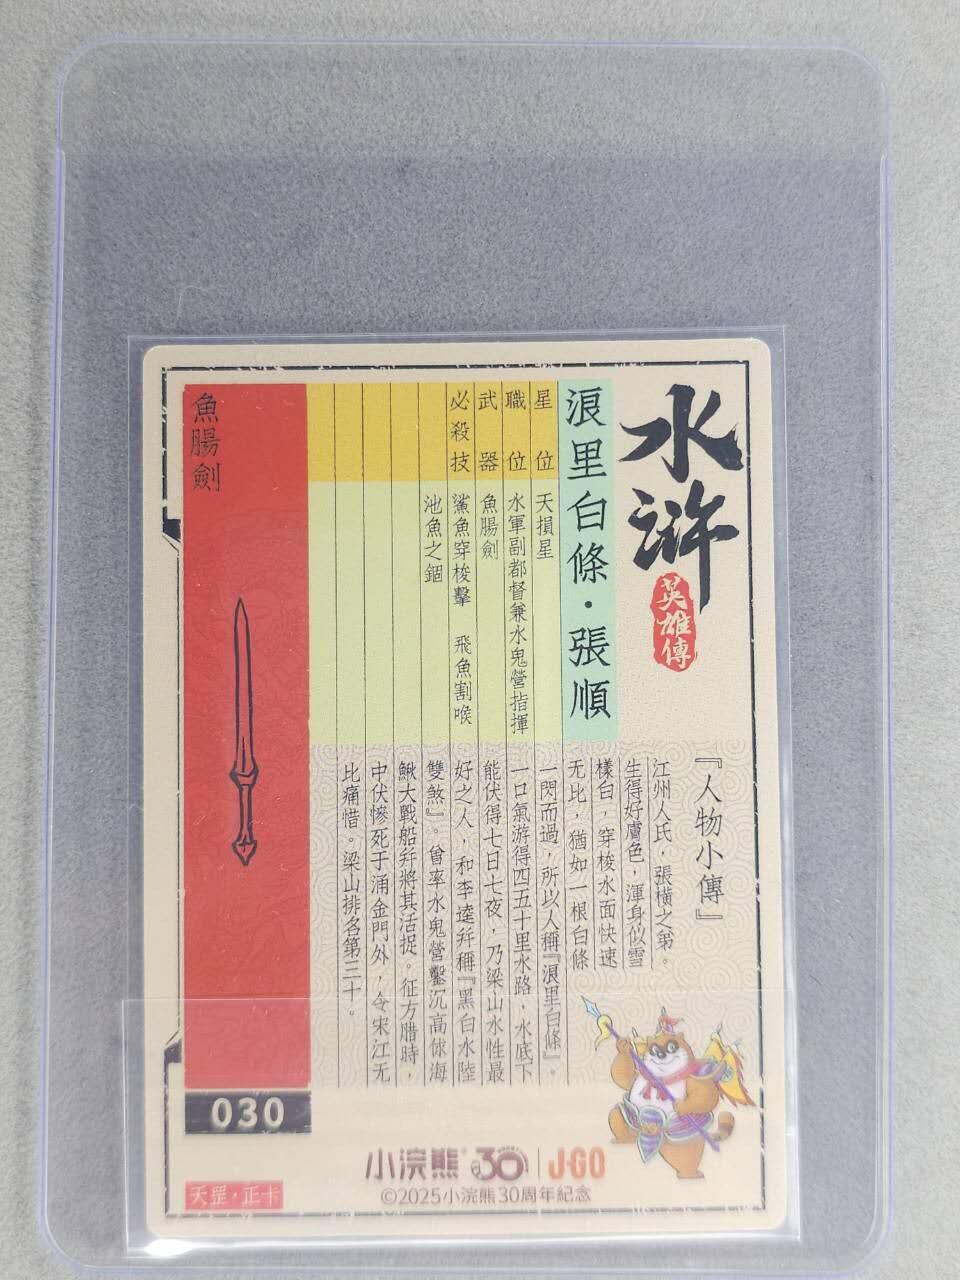 水滸
英雄傳
浪里白條·張順
星位 天損星
職位 水軍副都督兼水鬼營指揮
武器 魚腸劍
必殺技 鯊魚穿梭擊 飛魚割喉
池魚之錮
魚腸劍
『人物小傳』
江州人氏，張橫之弟。
生得好膚色，渾身似雪
樣白，穿梭水面快速
无比，猶如一根白條
一閃而過，所以人稱『浪里白條』。
一口氣游得四五十里水路，水底下
能伏得七日七夜，乃梁山水性最
好之人，和李逵幷稱『黑白水陸
雙煞』。曾率水鬼營鑿沉高俅海
鰍大戰船幷將其活捉。征方腊時，
中伏慘死于涌金門外，令宋江无
比痛惜。梁山排名第三十。
030
天罡·正卡
小浣熊 30 J·GO
©2025小浣熊30周年紀念